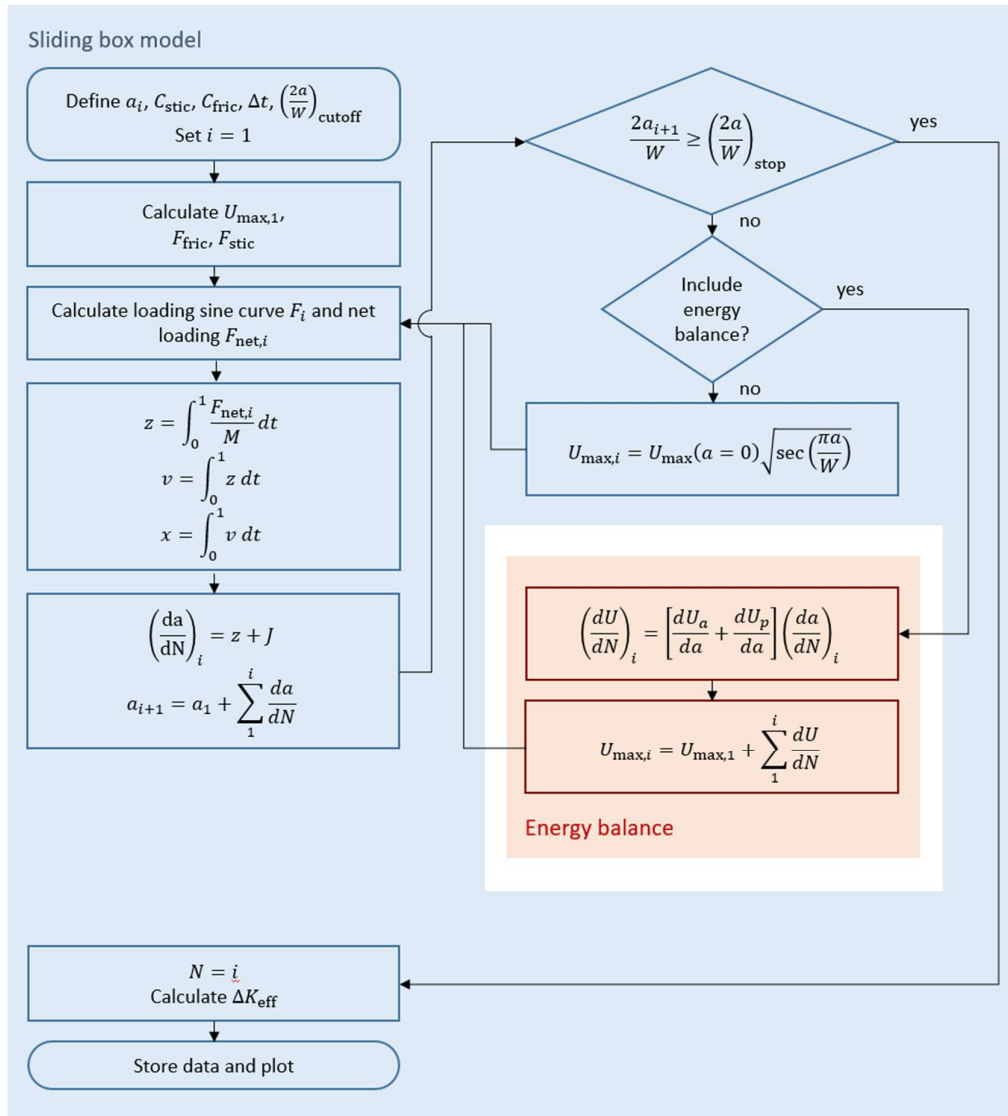 Sliding box model
Define a_i, C_stic, C_fric, Δt, (2a/W)_cutoff
Set i = 1
Calculate U_max,1,
F_fric, F_stic
Calculate loading sine curve F_i and net
loading F_net,i
z = ∫_0^1 F_net,i/M dt
v = ∫_0^1 z dt
x = ∫_0^1 v dt
(da/dN)_i = z + J
a_{i+1} = a_1 + ∑_1^i da/dN
2a_{i+1}/W ≥ (2a/W)_stop
yes
no
Include
energy
balance?
yes
no
U_max,i = U_max(a = 0)√sec(πa/W)
(dU/dN)_i = [dU_a/da + dU_p/da](da/dN)_i
U_max,i = U_max,1 + ∑_1^i dU/dN
Energy balance
N = i
Calculate ΔK_eff
Store data and plot